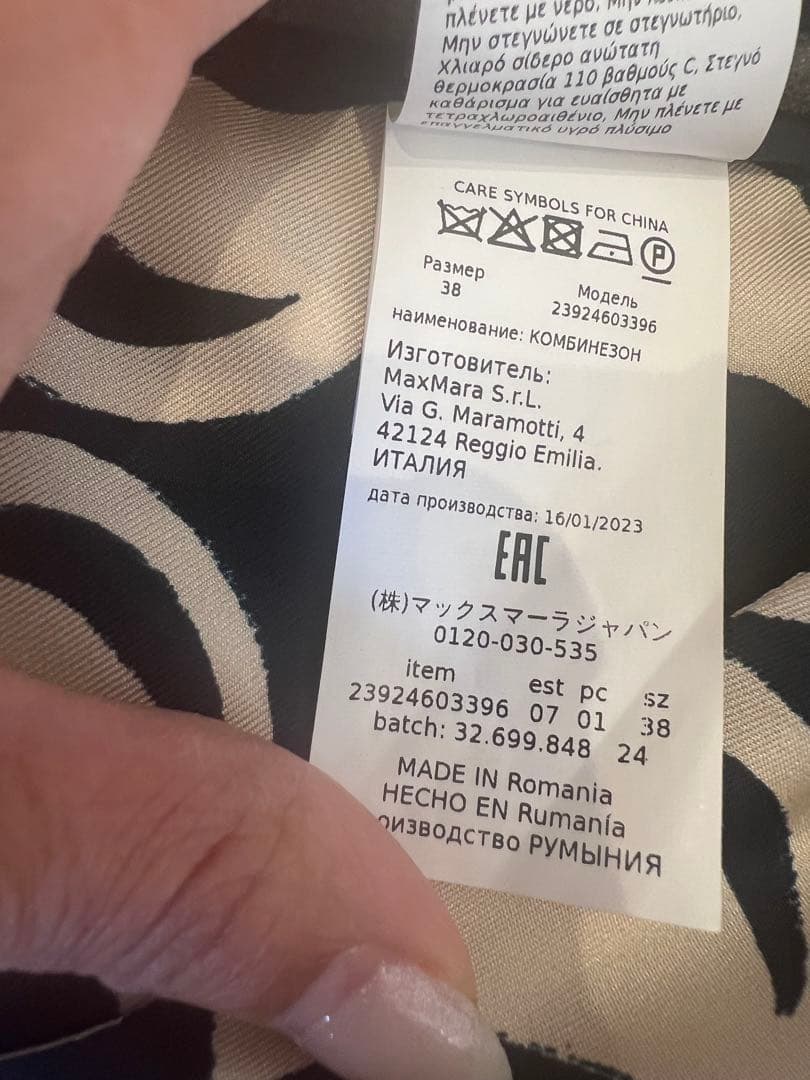 πλένετε με νερό,
Μην στεγνώνετε σε στεγνωτήριο,
Χλιαρό σίδερο ανώτατη
θερμοκρασία 110 βαθμούς C, Στεγνό
καθάρισμα για ευαίσθητα με
τετραχλωροαιθένιο, Μην πλένετε με
επαγγελματικό υγρό πλύσιμο
CARE SYMBOLS FOR CHINA
P
Размер Модель
38 23924603396
наименование: КОМБИНЕЗОН
Изготовитель:
MaxMara S.r.L.
Via G. Maramotti, 4
42124 Reggio Emilia.
ИТАЛИЯ
дата производства: 16/01/2023
EAC
(株)マックスマーラジャパン
0120-030-535
item est pc sz
23924603396 07 01 38
batch: 32.699.848 24
MADE IN Romania
HECHO EN Rumanía
оизводство РУМЫНИЯ